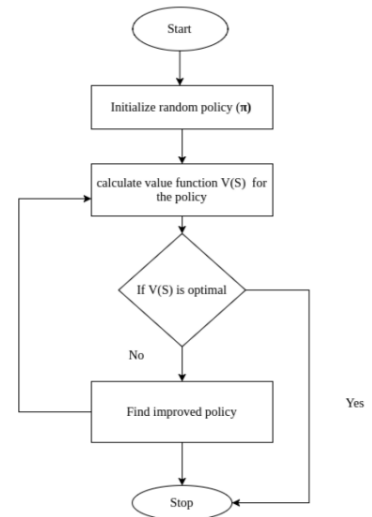 Start
Initialize random policy (π)
calculate value function V(S) for
the policy
If V(S) is optimal
No
Find improved policy
Yes
Stop